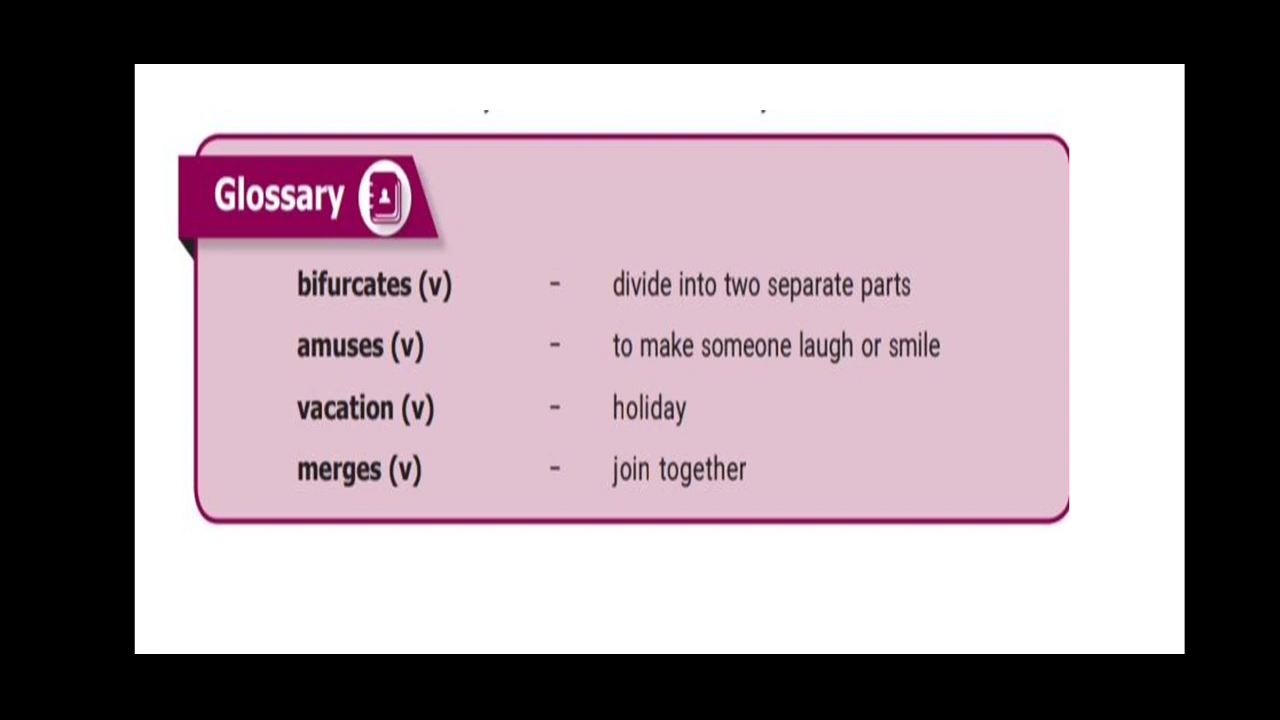 Glossary
bifurcates (v) - divide into two separate parts
amuses (v) - to make someone laugh or smile
vacation (v) - holiday
merges (v) - join together